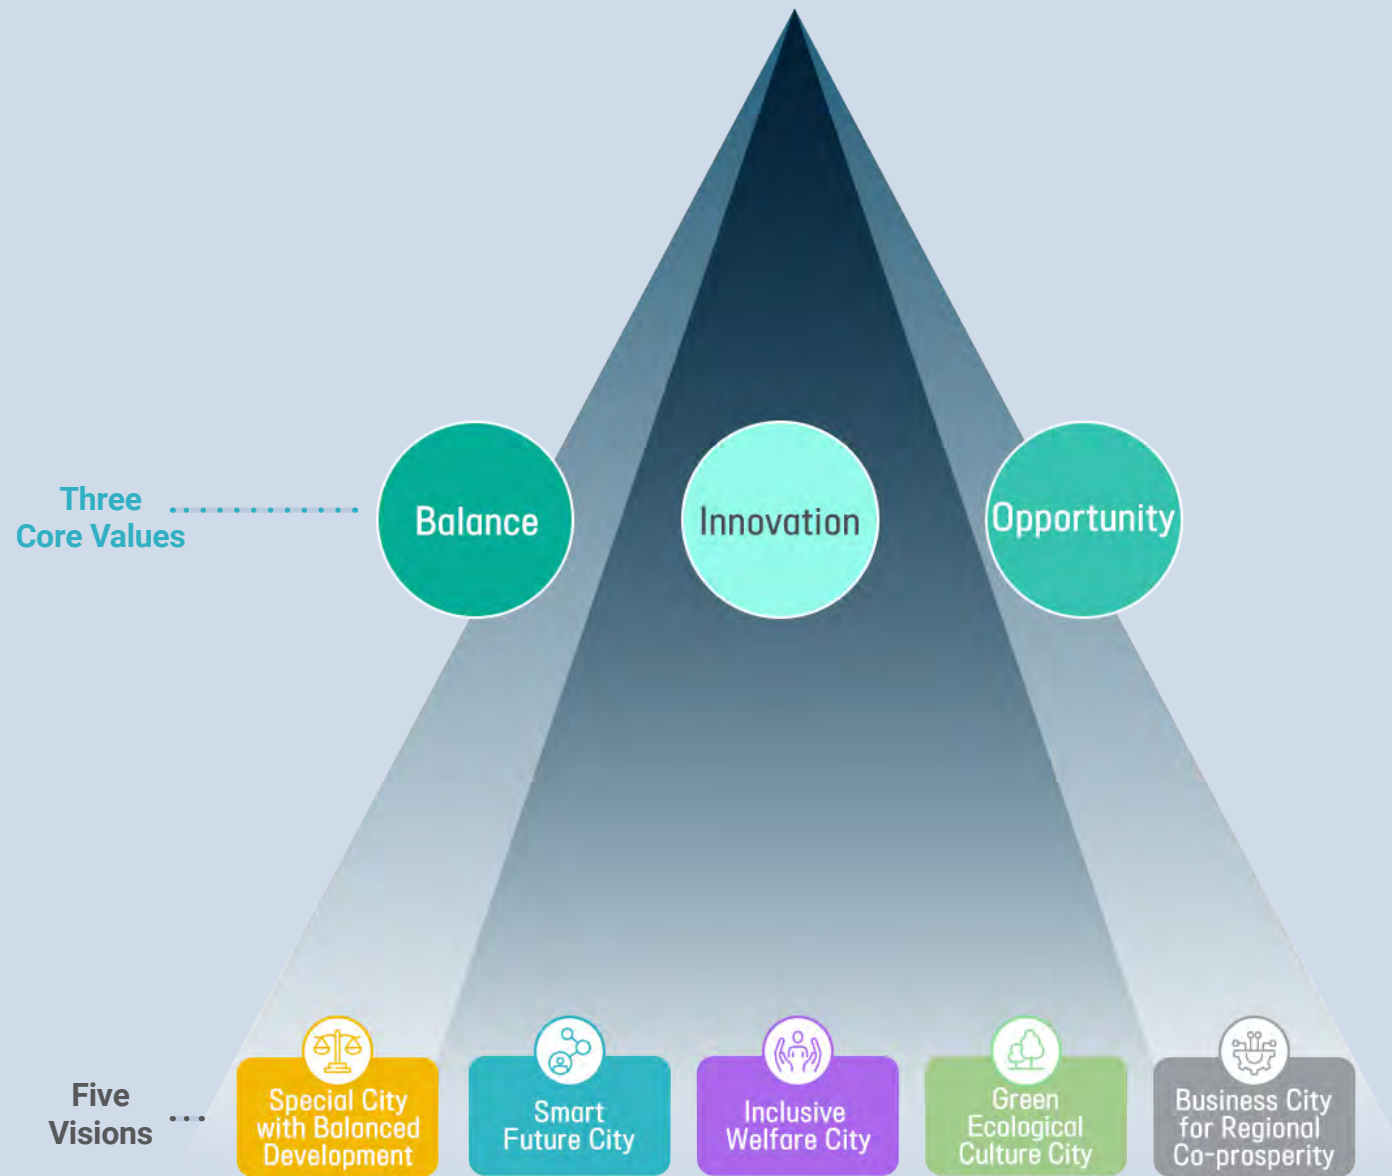 Three
Core Values
Balance
Innovation
Opportunity
Five
Visions
Special City
with Balanced
Development
Smart
Future City
Inclusive
Welfare City
Green
Ecological
Culture City
Business City
for Regional
Co-prosperity